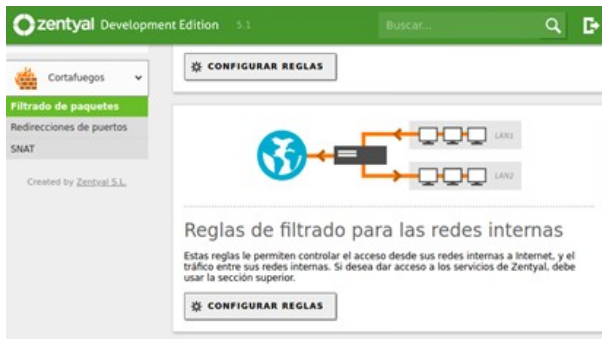 zentyal Development Edition 5.1
Buscar...
CONFIGURAR REGLAS
Cortafuegos
Filtrado de paquetes
Redirecciones de puertos
SNAT
Created by Zentyal S.L.
LAN1
LAN2
Reglas de filtrado para las redes internas
Estas reglas le permiten controlar el acceso desde sus redes internas a Internet, y el
tráfico entre sus redes internas. Si desea dar acceso a los servicios de Zentyal, debe
usar la sección superior.
CONFIGURAR REGLAS